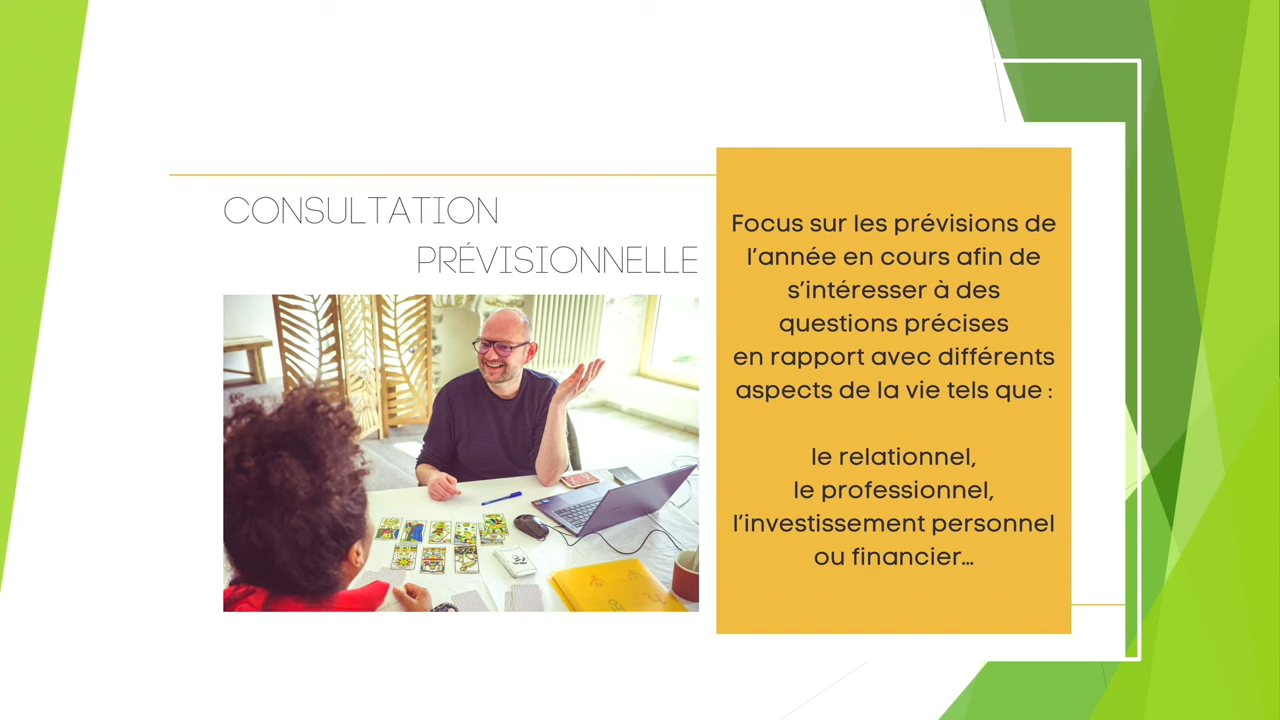 CONSULTATION
PRÉVISIONNELLE
Focus sur les prévisions de
l'année en cours afin de
s'intéresser à des
questions précises
en rapport avec différents
aspects de la vie tels que :
le relationnel,
le professionnel,
l'investissement personnel
ou financier...